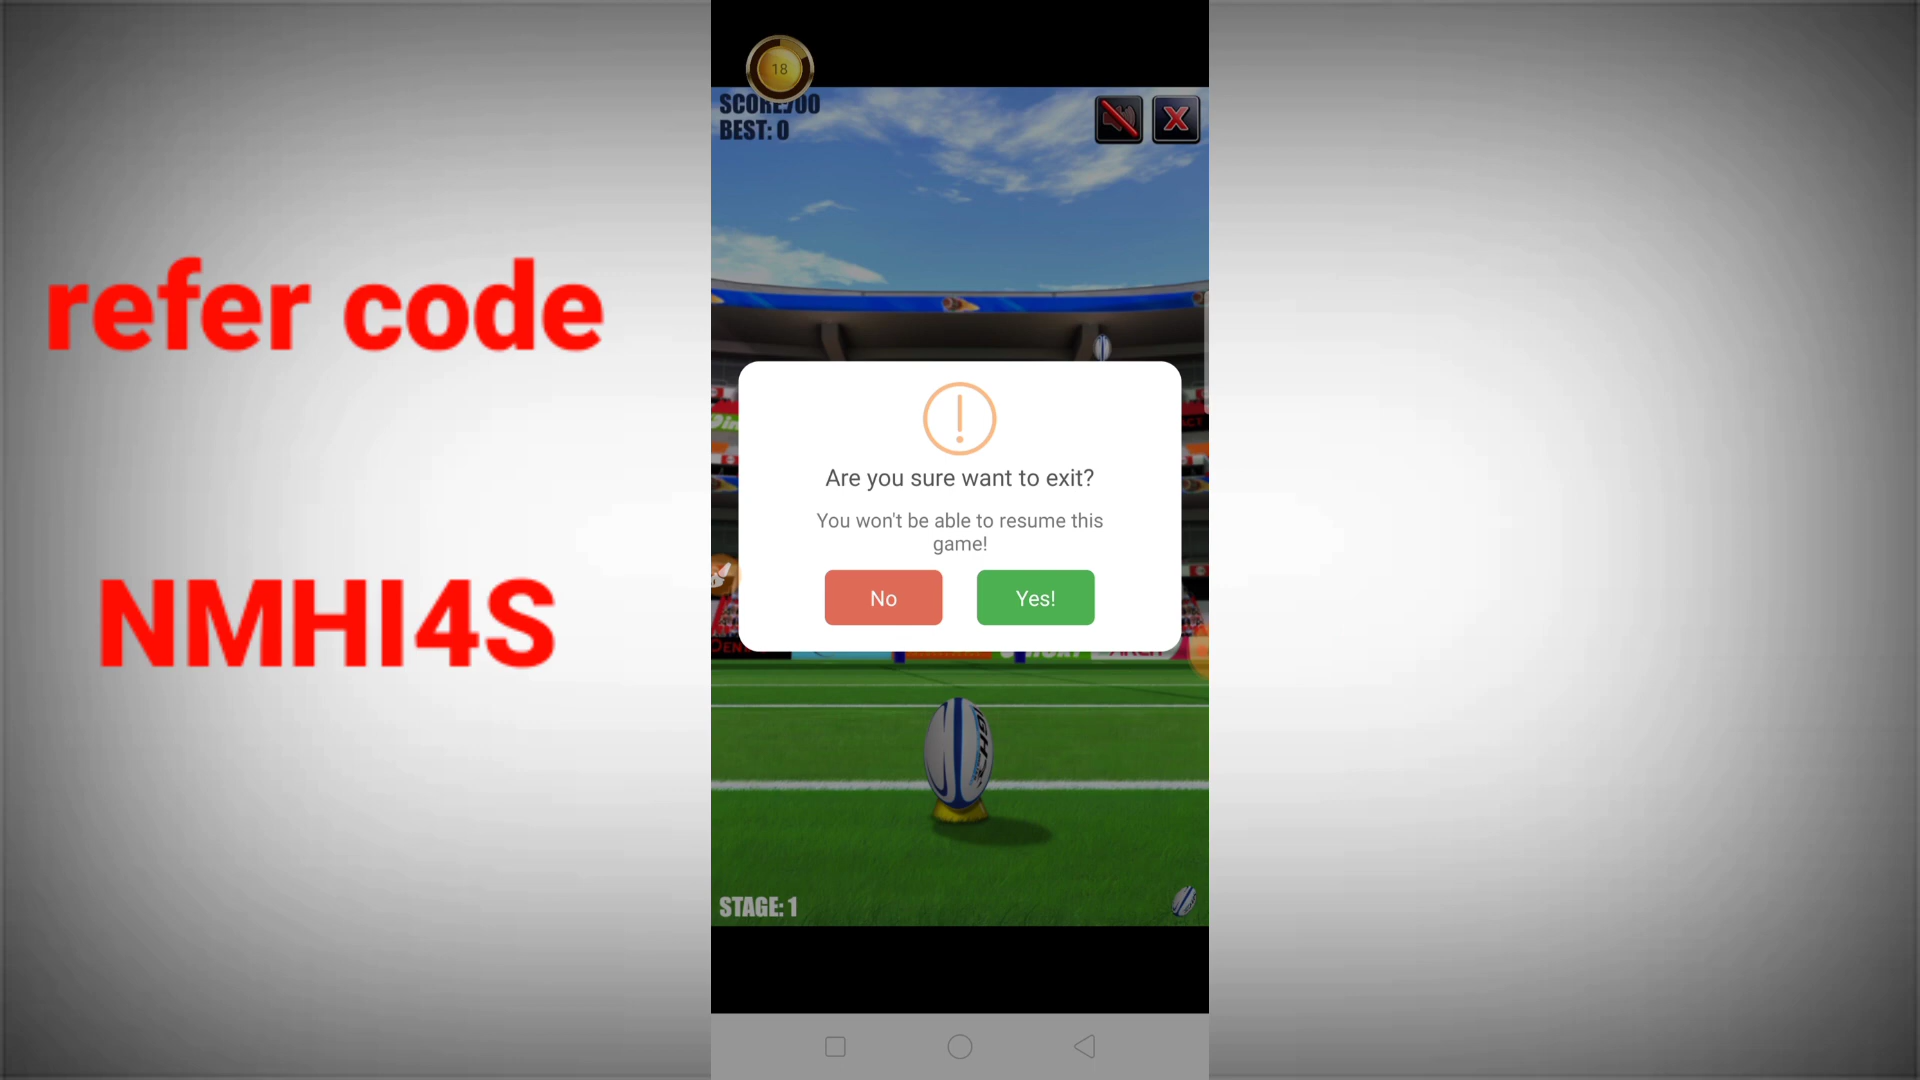 refer code
NMHI4S
18
BEST: 0
Are you sure want to exit?
You won't be able to resume this
game!
No
Yes!
STAGE: 1